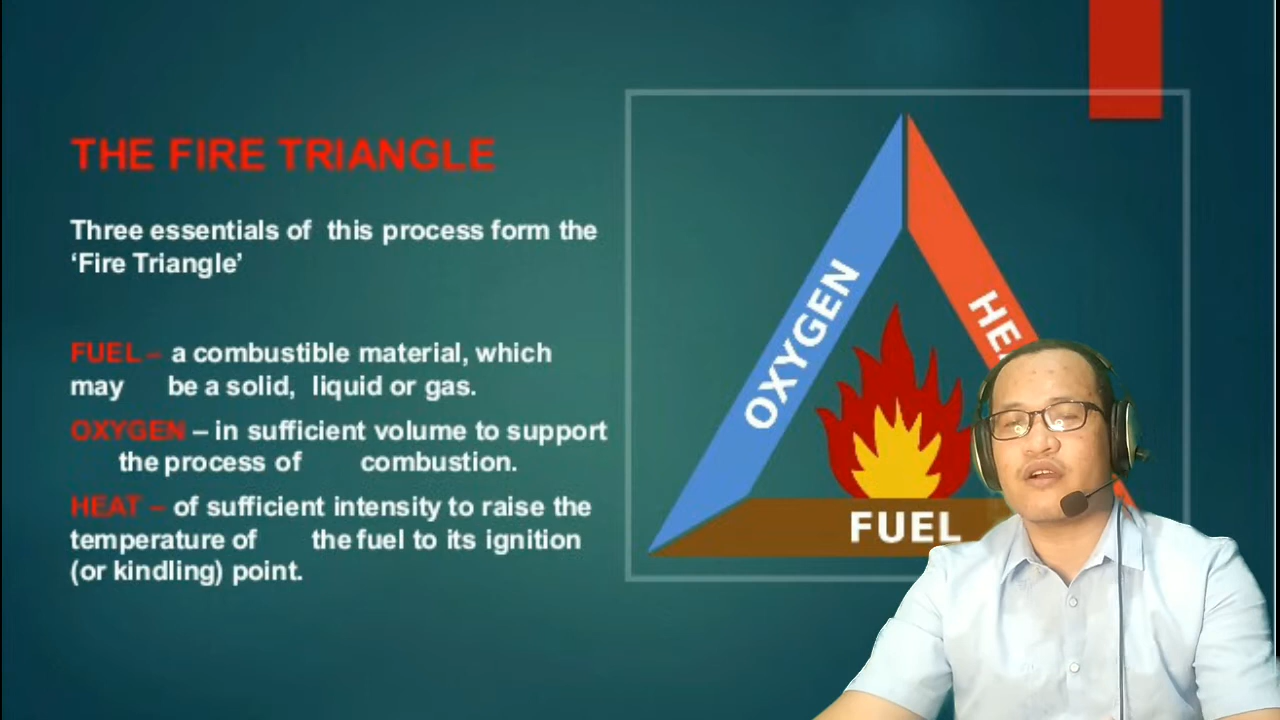 THE FIRE TRIANGLE
Three essentials of this process form the
‘Fire Triangle’
FUEL – a combustible material, which
may be a solid, liquid or gas.
OXYGEN – in sufficient volume to support
the process of combustion.
HEAT – of sufficient intensity to raise the
temperature of the fuel to its ignition
(or kindling) point.
OXYGEN
FUEL